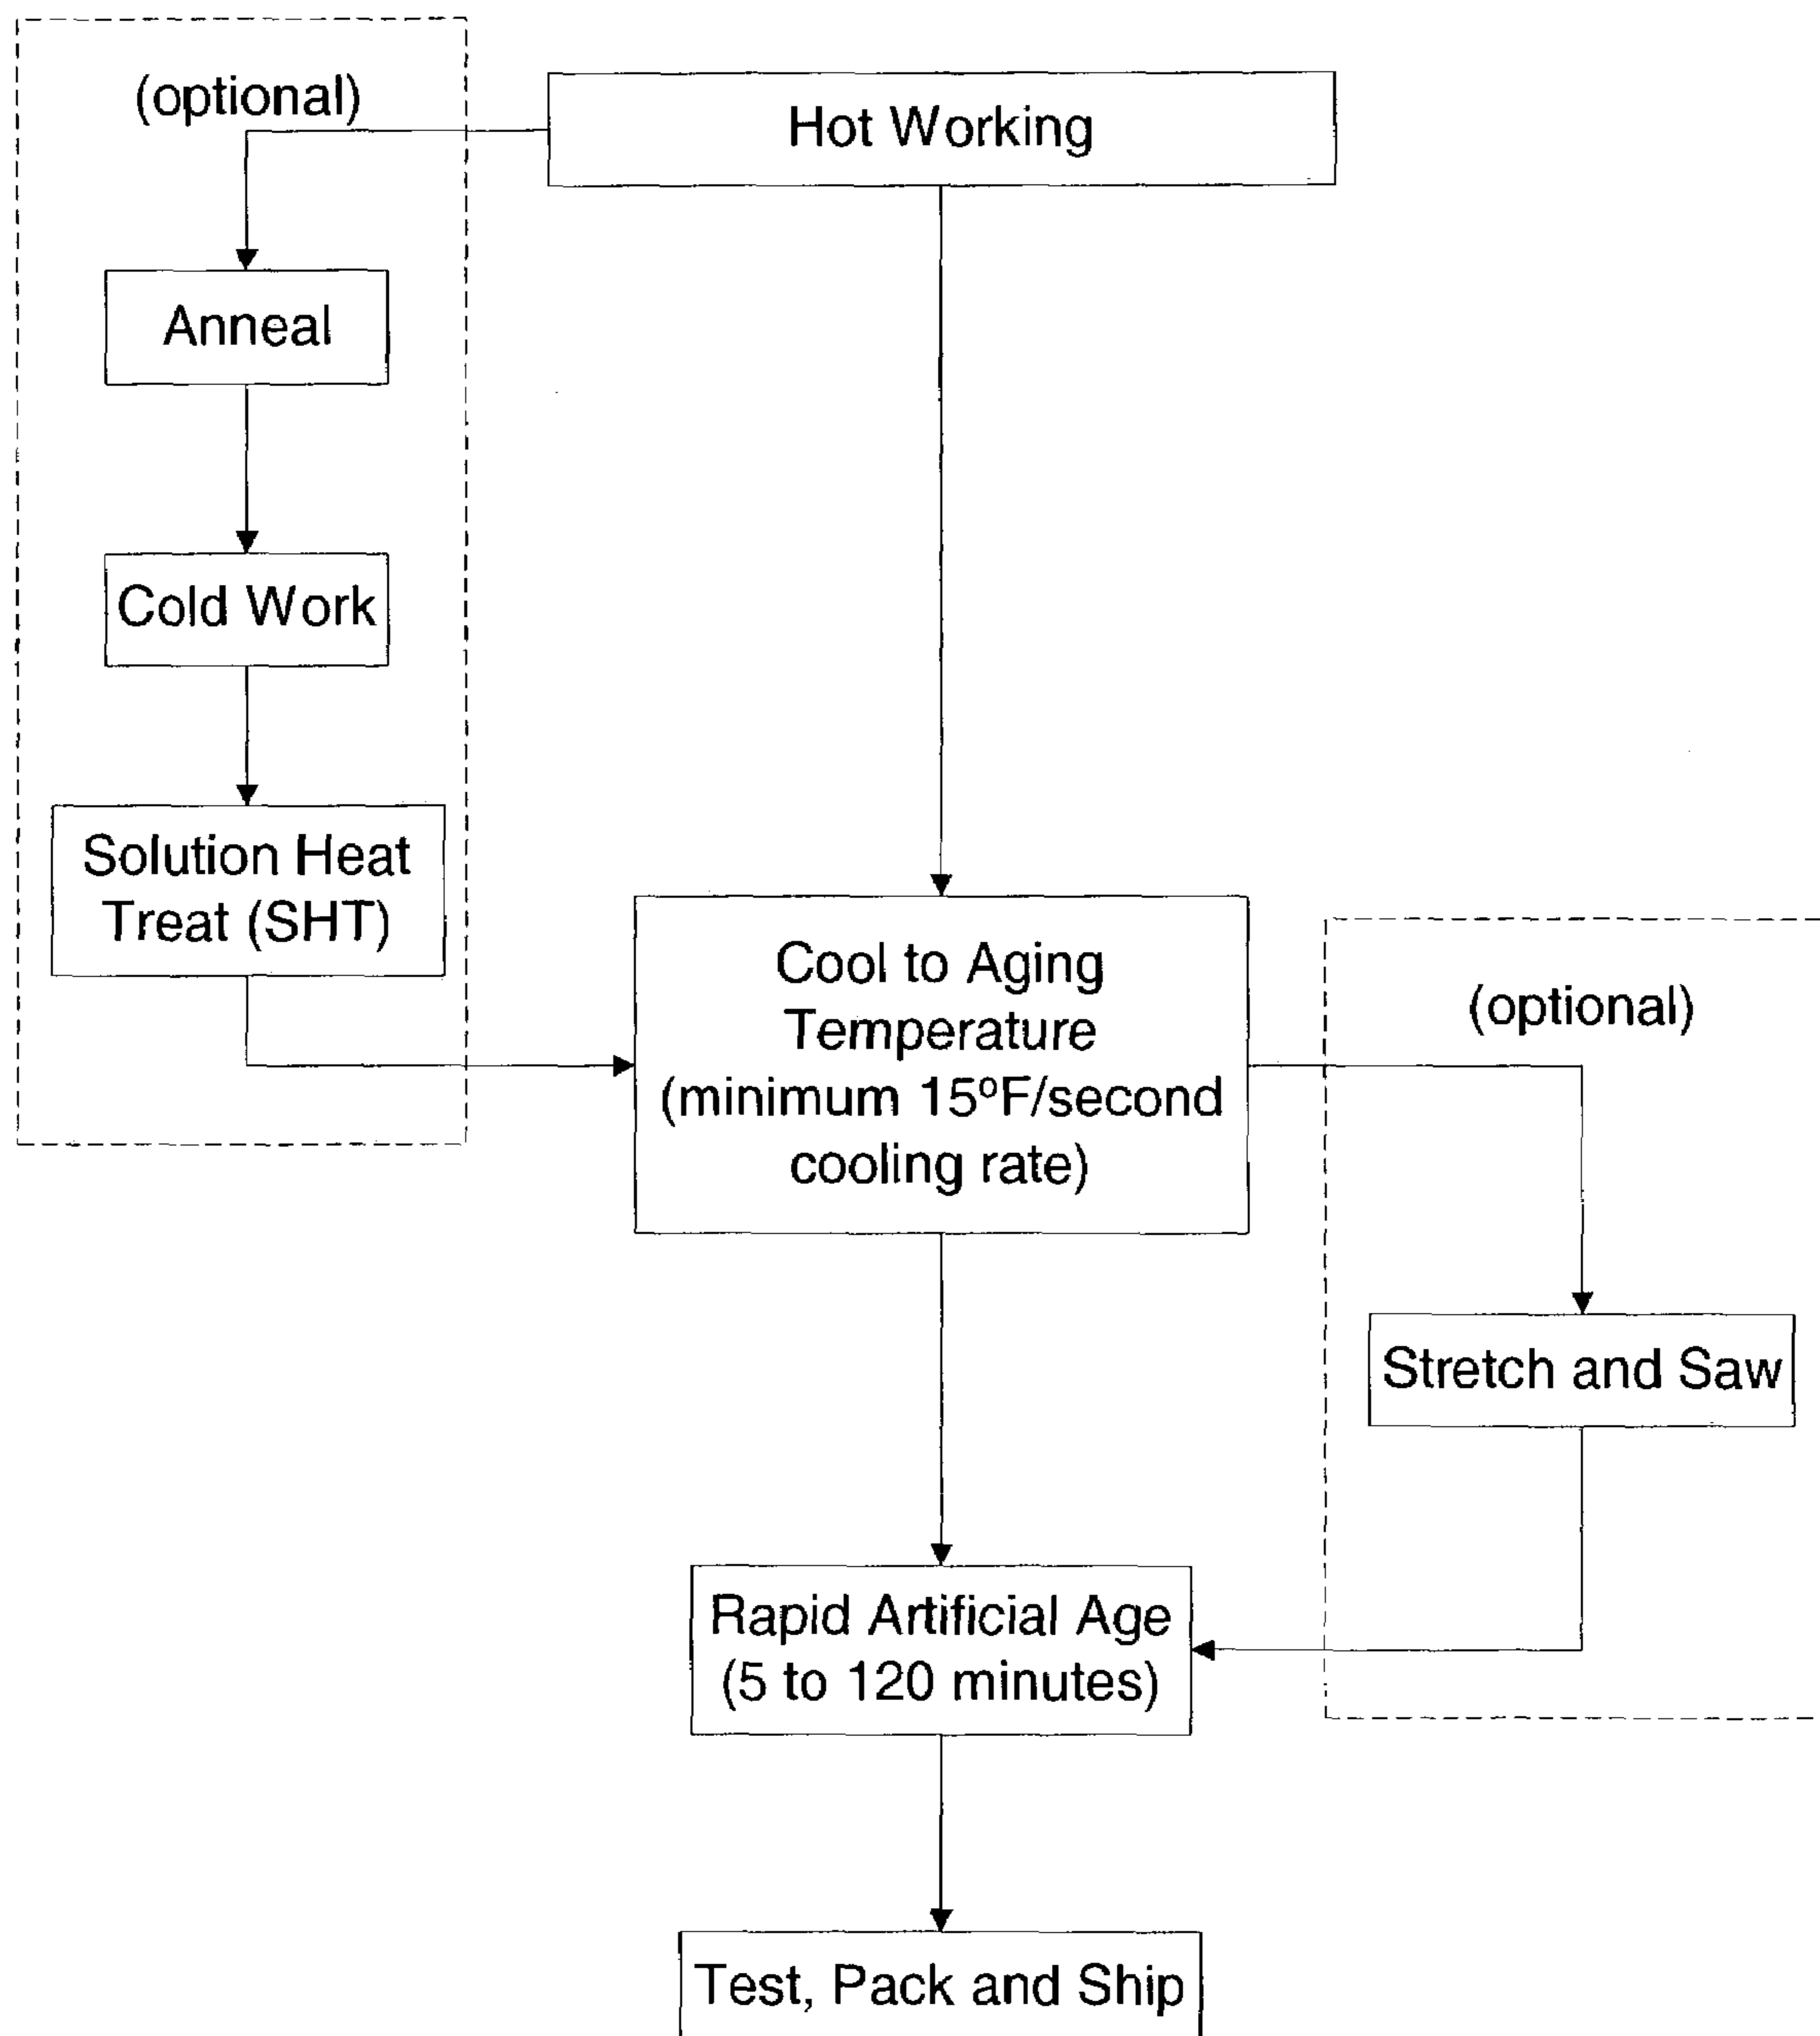 (optional)
Hot Working
Anneal
Cold Work
Solution Heat
Treat (SHT)
Cool to Aging
Temperature
(minimum 15ºF/second
cooling rate)
(optional)
Stretch and Saw
Rapid Artificial Age
(5 to 120 minutes)
Test, Pack and Ship